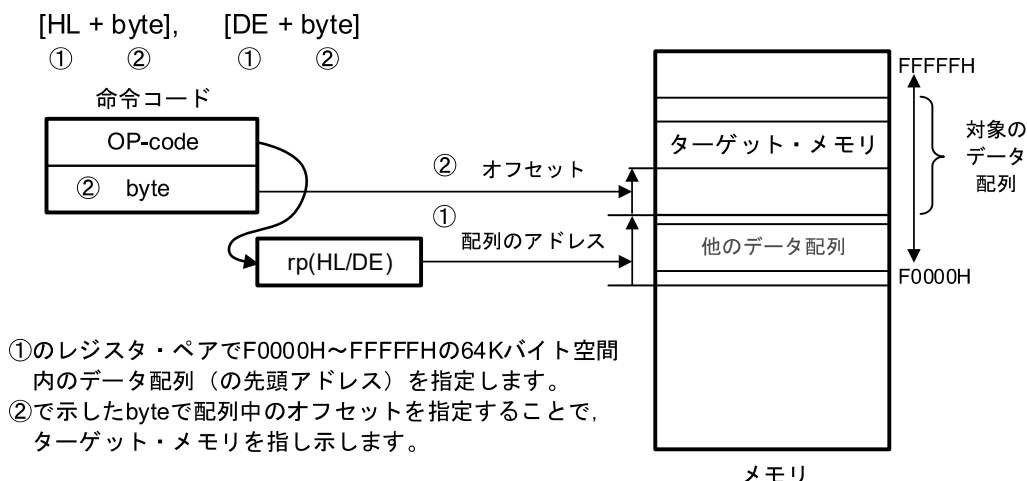 [HL + byte], [DE + byte]
① ② ① ②
命令コード
OP-code
② byte
② オフセット
①
配列のアドレス
rp(HL/DE)
FFFFFH
ターゲット・メモリ
対象の
データ
配列
他のデータ配列
F0000H
メモリ
①のレジスタ・ペアでF0000H～FFFFFHの64Kバイト空間
内のデータ配列（の先頭アドレス）を指定します。
②で示したbyteで配列中のオフセットを指定することで,
ターゲット・メモリを指し示します。